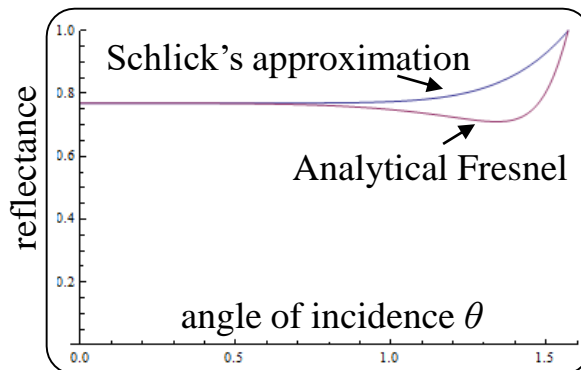 1.0
Schlick's approximation
0.8
0.6
Analytical Fresnel
reflectance
0.4
0.2
angle of incidence θ
0.0 0.5 1.0 1.5